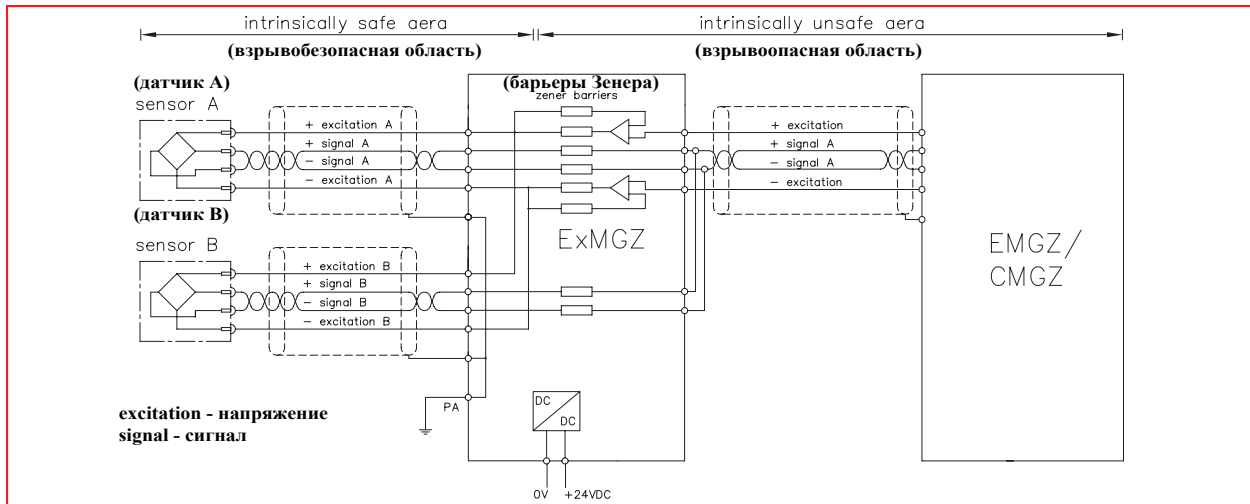 intrinsically safe aera
intrinsically unsafe aera
(взрывобезопасная область)
(взрывоопасная область)
(датчик А)
sensor A
(барьеры Зенера)
zener barriers
+ excitation A
+ signal A
− signal A
− excitation A
+ excitation
+ signal A
− signal A
− excitation
(датчик В)
sensor B
ExMGZ
EMGZ/
CMGZ
+ excitation B
+ signal B
− signal B
− excitation B
PA
DC
DC
excitation - напряжение
signal - сигнал
0V
+24VDC